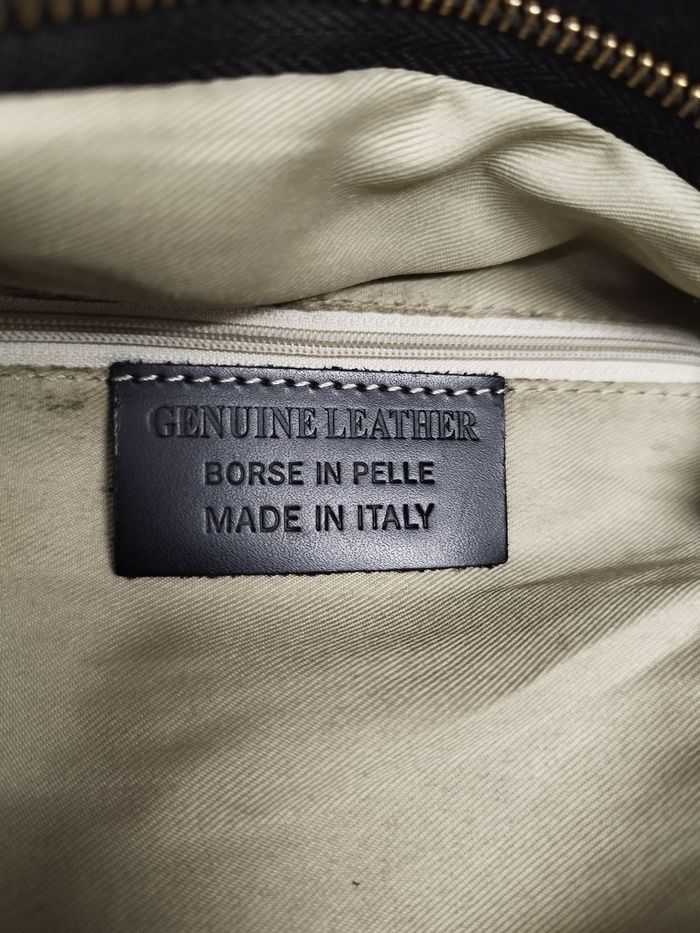 GENUINE LEATHER
BORSE IN PELLE
MADE IN ITALY